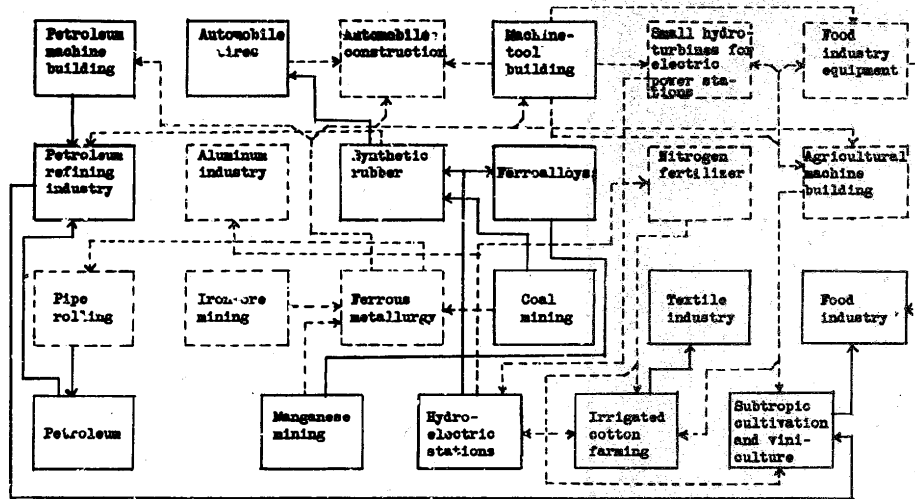 Petroleum
machine
building
Automobile
tires
Automobile
construction
Machine-
tool
building
Small hydro-
turbines for
electric
power sta-
tions
Food
industry
equipment
Petroleum
refining
industry
Aluminum
industry
Synthetic
rubber
Ferroalloys
Nitrogen
fertilizer
Agricultural
machine
building
Pipe
rolling
Iron-ore
mining
Ferrous
metallurgy
Coal
mining
Textile
industry
Food
industry
Petroleum
Manganese
mining
Hydro-
electric
stations
Irrigated
cotton
farming
Subtropic
cultivation
and vini-
culture